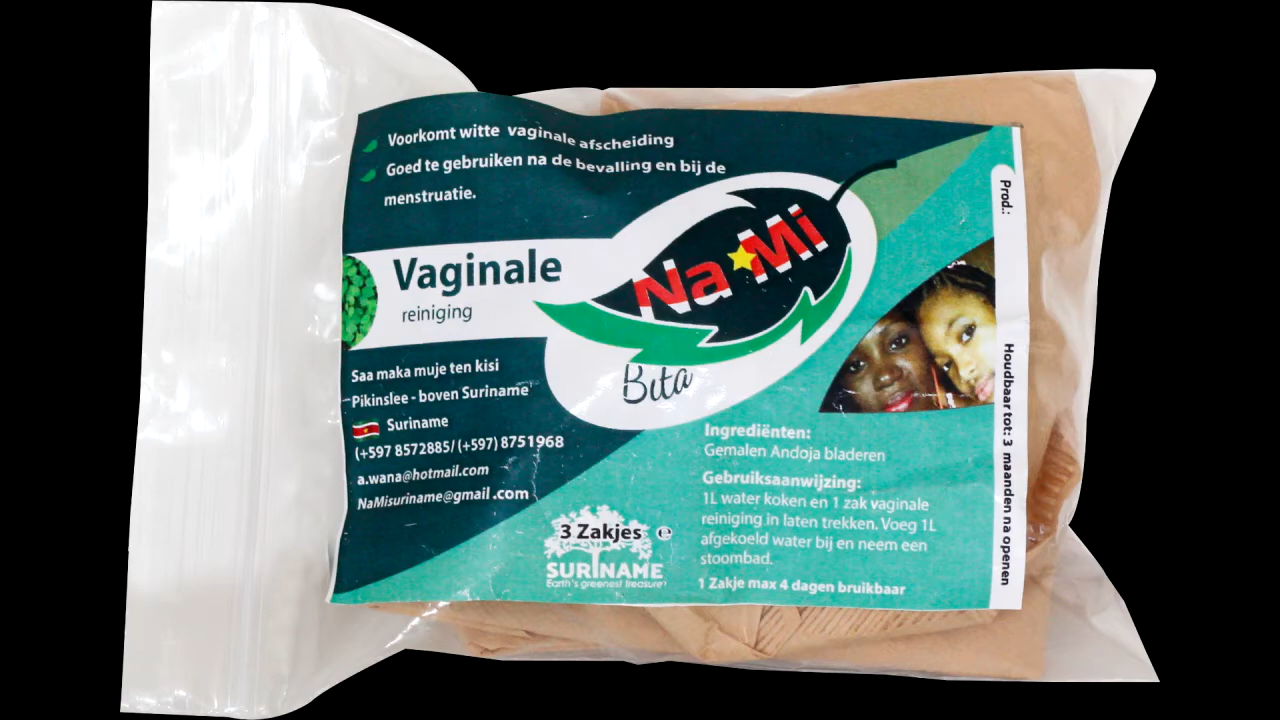 Voorkomt witte vaginale afscheiding
Goed te gebruiken na de bevalling en bij de
menstruatie.
Na Mi
Vaginale
reiniging
Bita
Saa maka muje ten kisi
Pikinslee - boven Suriname
Suriname
(+597 8572885/ (+597) 8751968
a.wana@hotmail.com
NaMisuriname@gmail.com
3 Zakjes ℮
SURINAME
Earth's greenest treasure
Ingrediënten:
Gemalen Andoja bladeren
Gebruiksaanwijzing:
1L water koken en 1 zak vaginale
reiniging in laten trekken. Voeg 1L
afgekoeld water bij en neem een
stoombad.
1 Zakje max 4 dagen bruikbaar
Prod.:
Houdbaar tot: 3 maanden na openen